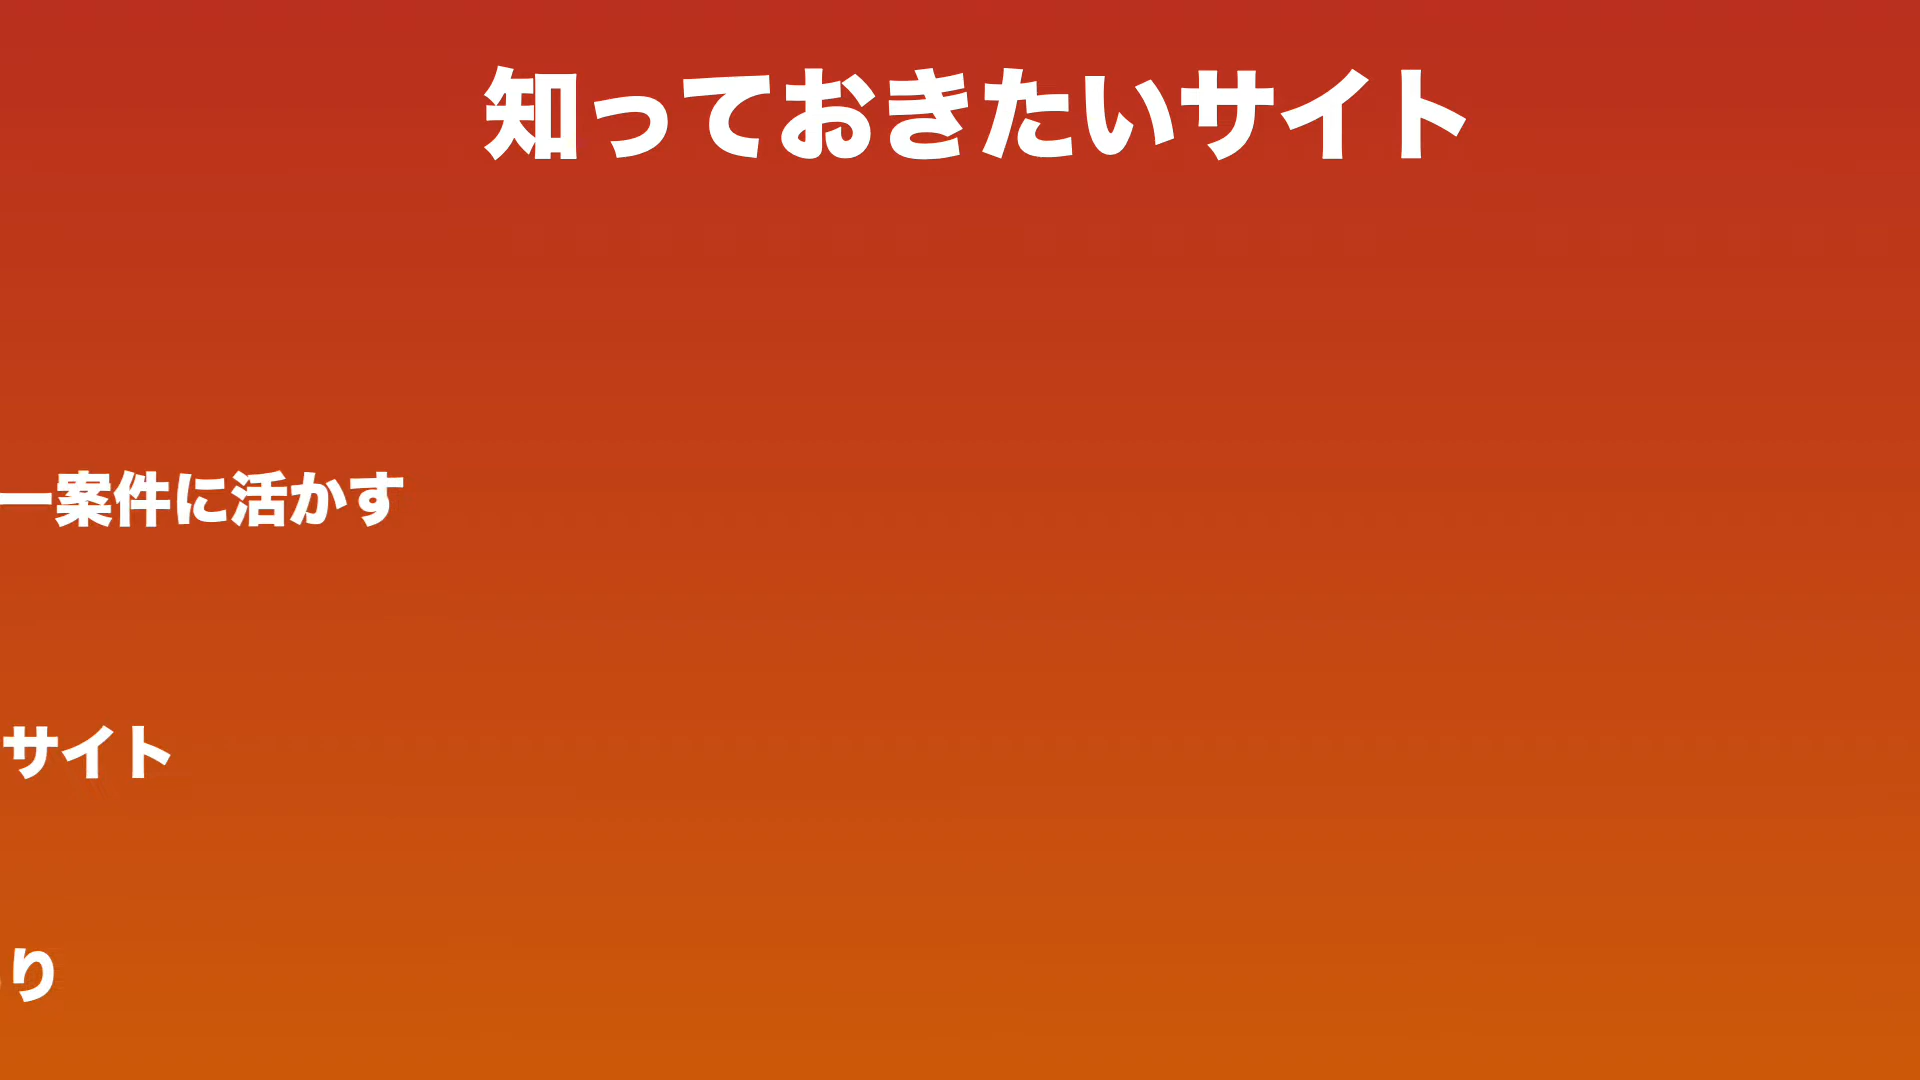 知っておきたいサイト
ー案件に活かす
サイト
り